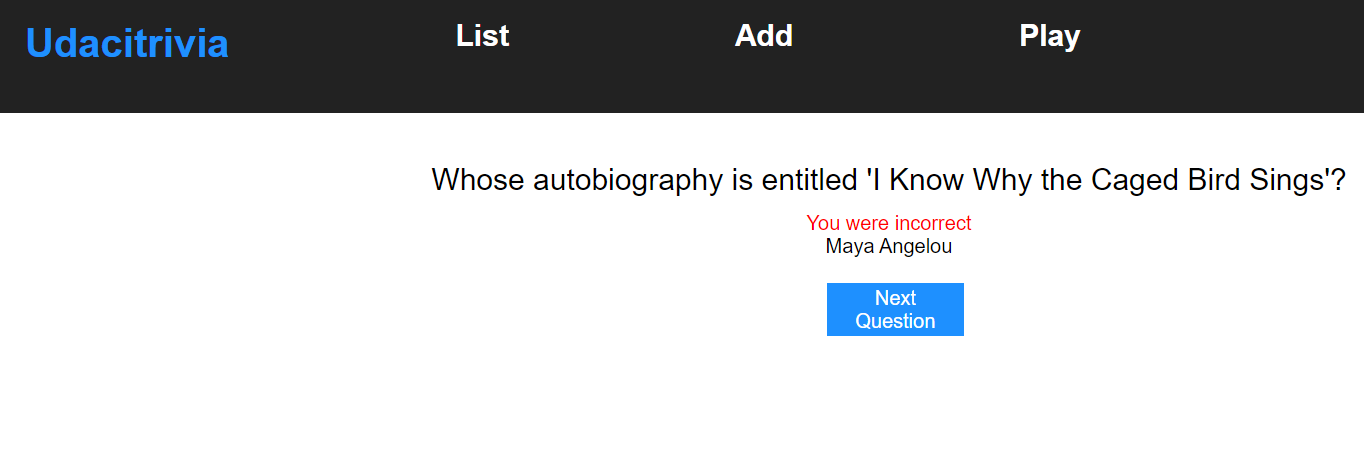 Udacitrivia
List
Add
Play
Whose autobiography is entitled 'I Know Why the Caged Bird Sings'?
You were incorrect
Maya Angelou
Next
Question